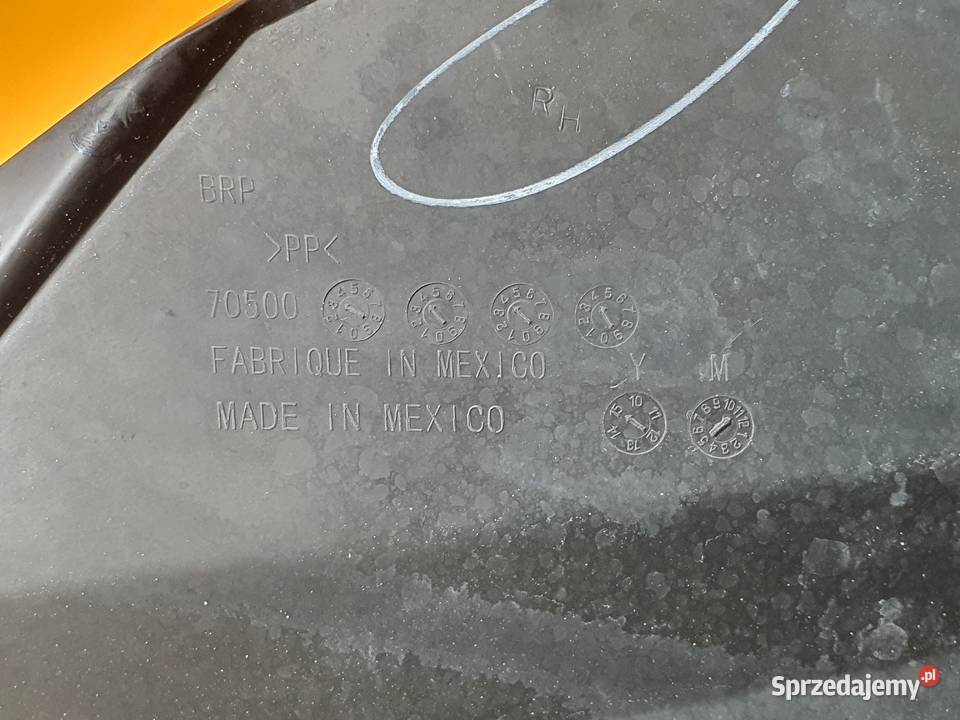 RH
BRP
>PP<
70500
FABRIQUE IN MEXICO Y M
MADE IN MEXICO
Sprzedajemy.pl